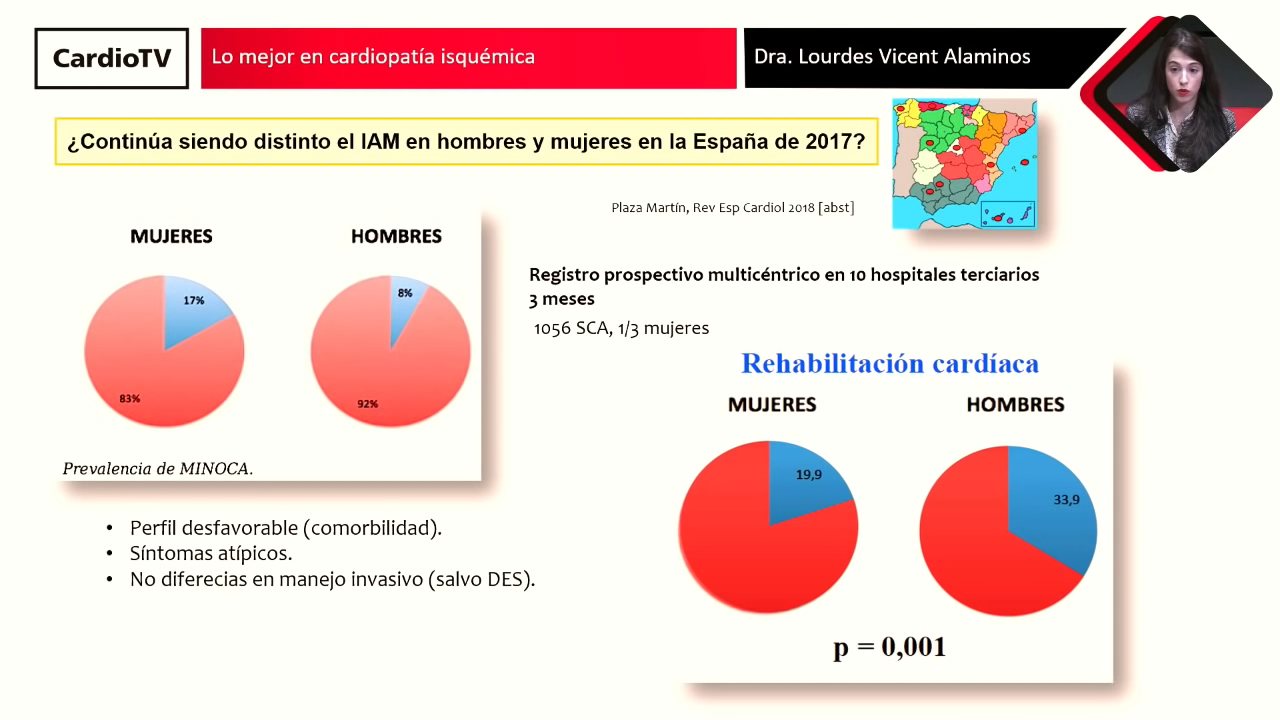 CardioTV
Lo mejor en cardiopatía isquémica
Dra. Lourdes Vicent Alaminos
¿Continúa siendo distinto el IAM en hombres y mujeres en la España de 2017?
Plaza Martín, Rev Esp Cardiol 2018 [abst]
MUJERES
HOMBRES
17%
8%
83%
92%
Prevalencia de MINOCA.
Registro prospectivo multicéntrico en 10 hospitales terciarios
3 meses
1056 SCA, 1/3 mujeres
Rehabilitación cardíaca
MUJERES
HOMBRES
19,9
33,9
p = 0,001
• Perfil desfavorable (comorbilidad).
• Síntomas atípicos.
• No diferecias en manejo invasivo (salvo DES).